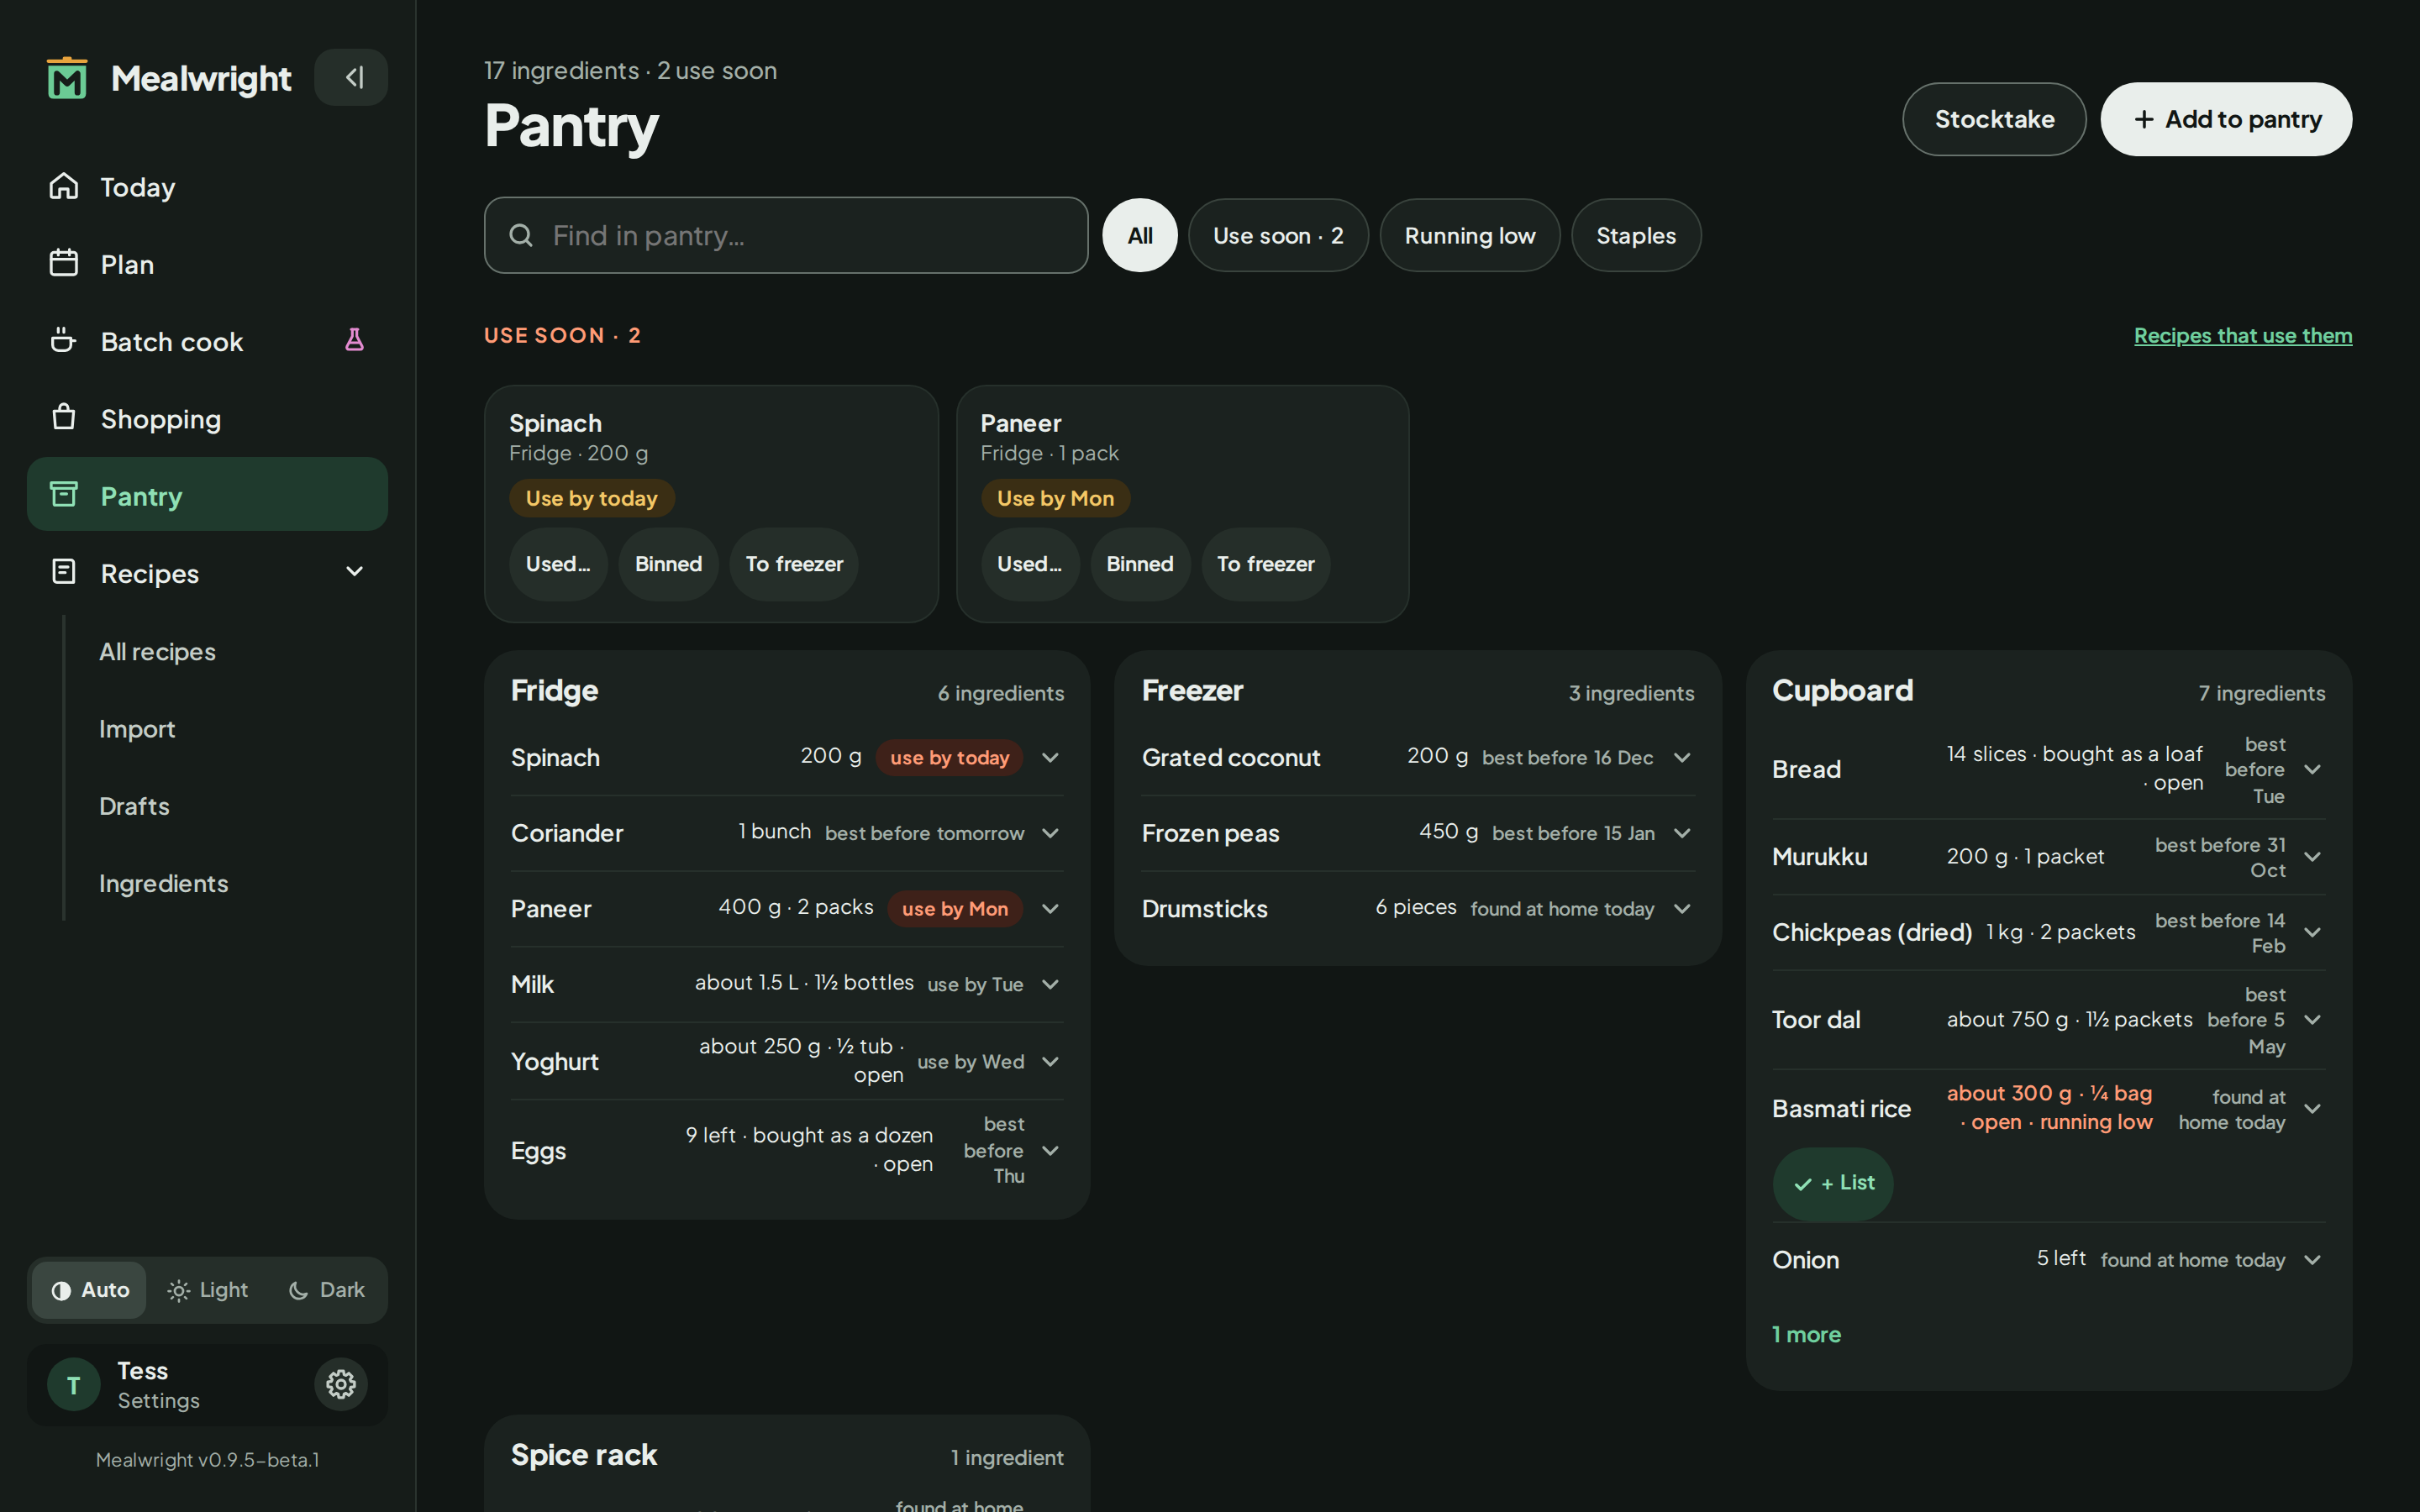 Mealwright
Today
Plan
Batch cook
Shopping
Pantry
Recipes
All recipes
Import
Drafts
Ingredients
Auto
Light
Dark
T
Tess
Settings
Mealwright v0.9.5-beta.1
17 ingredients · 2 use soon
Pantry
Stocktake
+ Add to pantry
Find in pantry...
All
Use soon · 2
Running low
Staples
USE SOON · 2
Recipes that use them
Spinach
Fridge · 200 g
Use by today
Used...
Binned
To freezer
Paneer
Fridge · 1 pack
Use by Mon
Used...
Binned
To freezer
Fridge
6 ingredients
Spinach
200 g
use by today
Coriander
1 bunch
best before tomorrow
Paneer
400 g · 2 packs
use by Mon
Milk
about 1.5 L · 1½ bottles
use by Tue
Yoghurt
about 250 g · ½ tub ·
open
use by Wed
Eggs
9 left · bought as a dozen
· open
best
before
Thu
Freezer
3 ingredients
Grated coconut
200 g
best before 16 Dec
Frozen peas
450 g
best before 15 Jan
Drumsticks
6 pieces
found at home today
Cupboard
7 ingredients
Bread
14 slices · bought as a loaf
· open
best
before
Tue
Murukku
200 g · 1 packet
best before 31
Oct
Chickpeas (dried)
1 kg · 2 packets
best before 14
Feb
Toor dal
about 750 g · 1½ packets
best
before 5
May
Basmati rice
about 300 g · ¼ bag
· open · running low
found at
home today
+ List
Onion
5 left
found at home today
1 more
Spice rack
1 ingredient
found at home